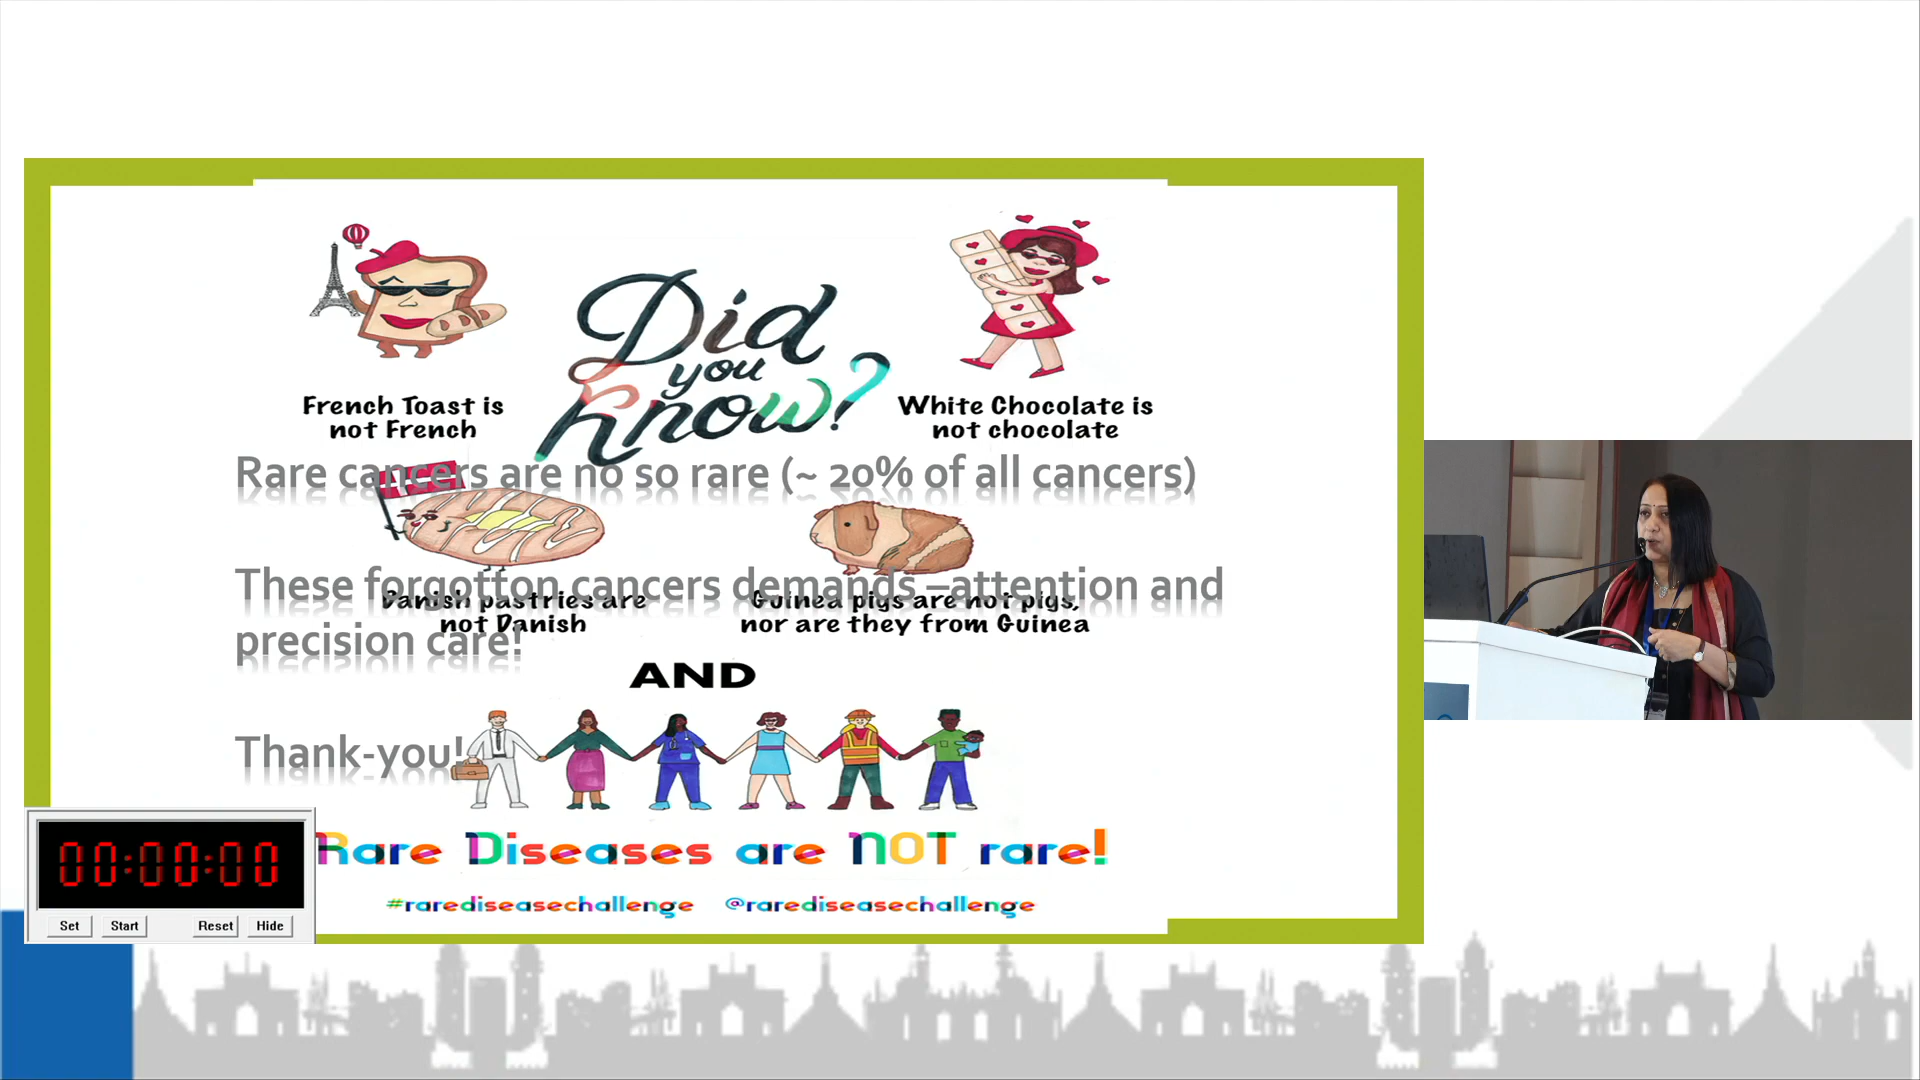 Did
you
know?
French Toast is
not French
White Chocolate is
not chocolate
Rare cancers are no so rare (~ 20% of all cancers)
Danish pastries are
not Danish
Guinea pigs are not pigs,
nor are they from Guinea
These forgotton cancers demands –attention and
precision care!
AND
Thank-you!
Rare Diseases are NOT rare!
#rarediseasechallenge @rarediseasechallenge
00:00:00
Set Start Reset Hide